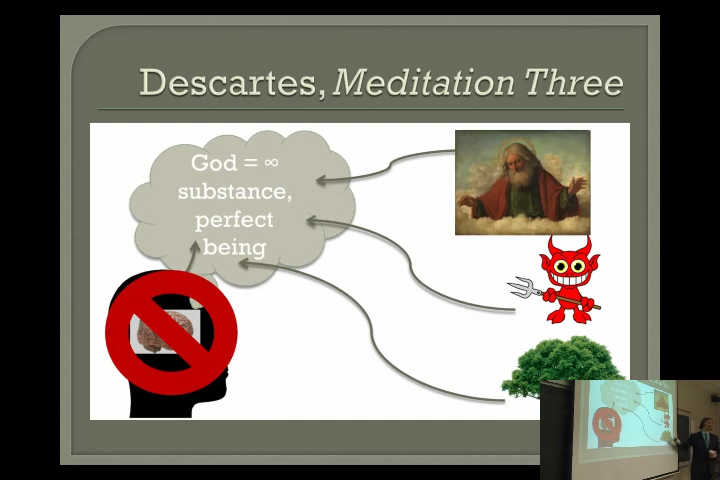 Descartes, Meditation Three
God = ∞
substance,
perfect
being